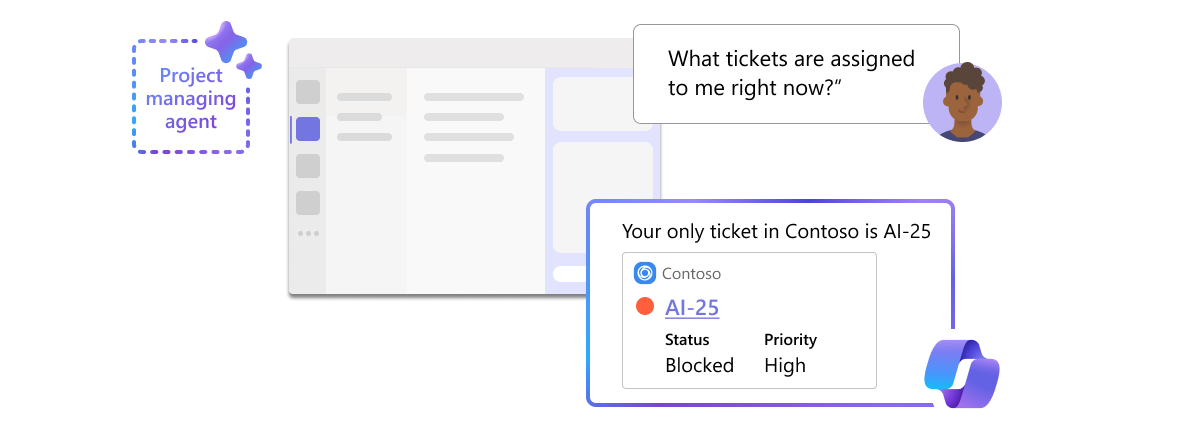 Project
managing
agent
What tickets are assigned
to me right now?“
Your only ticket in Contoso is AI-25
Contoso
AI-25
Status Priority
Blocked High